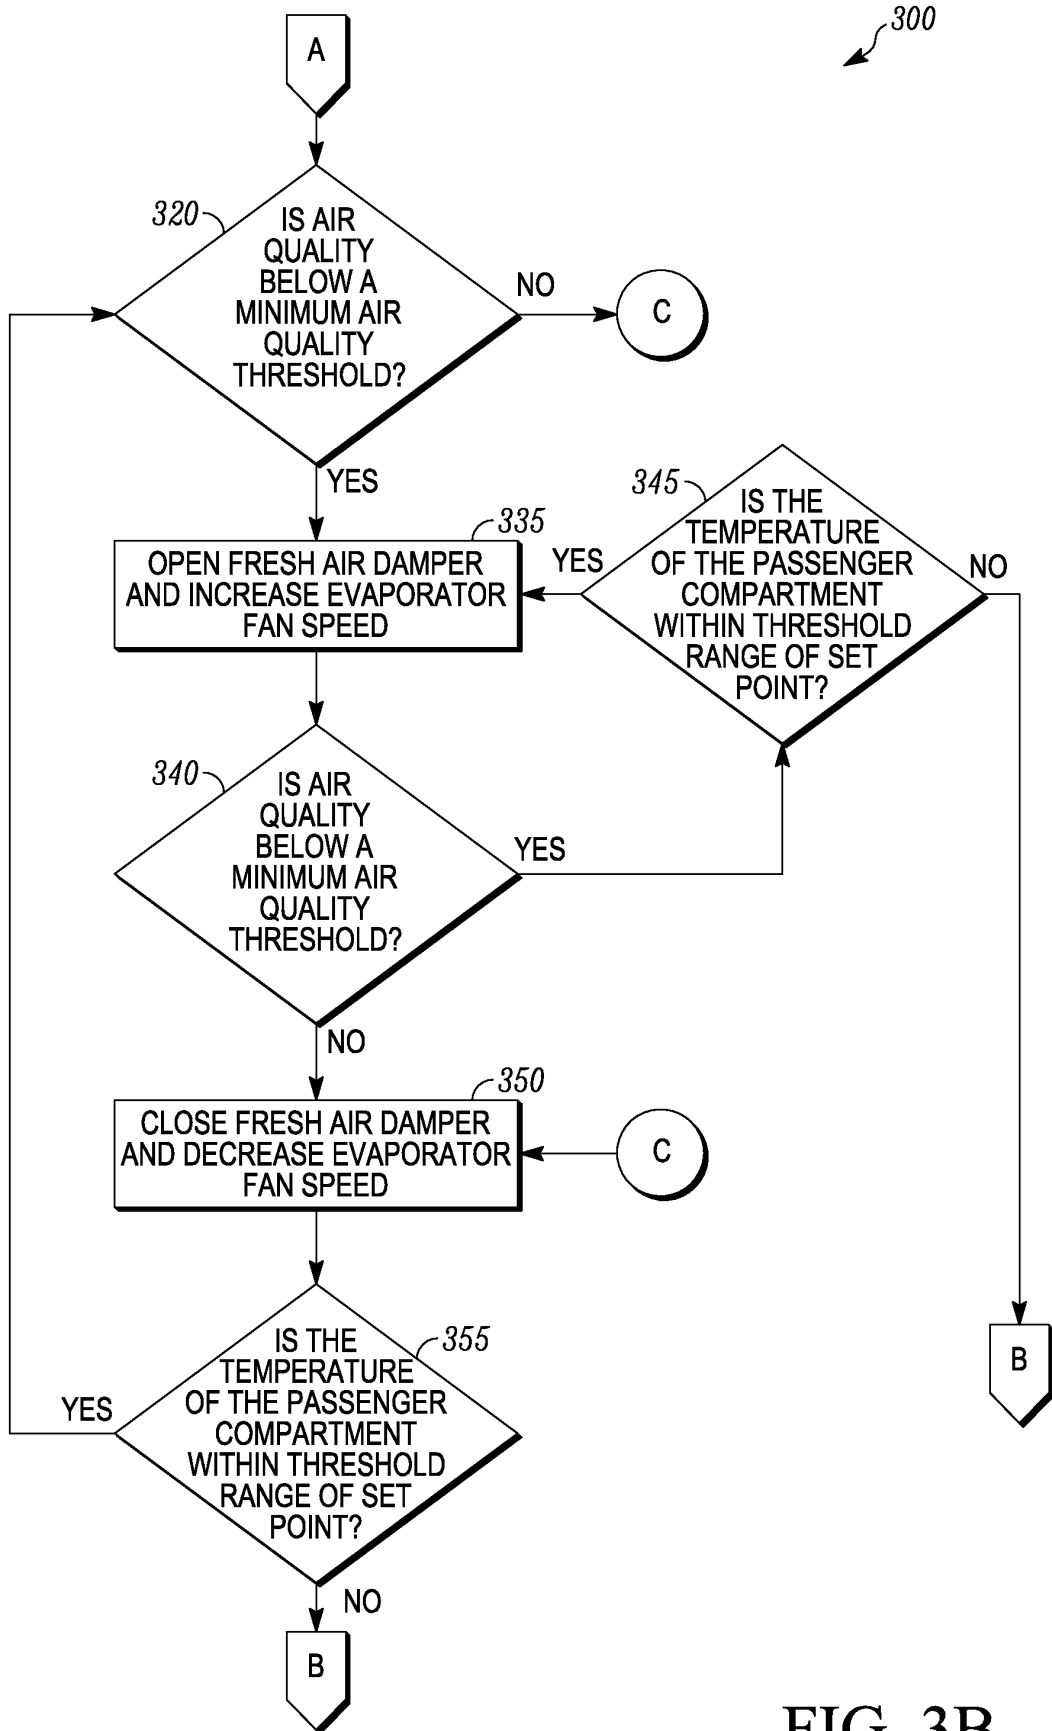 300
A
320
IS AIR
QUALITY
BELOW A
MINIMUM AIR
QUALITY
THRESHOLD?
NO
C
YES
335
OPEN FRESH AIR DAMPER
AND INCREASE EVAPORATOR
FAN SPEED
345
IS THE
TEMPERATURE
OF THE PASSENGER
COMPARTMENT
WITHIN THRESHOLD
RANGE OF SET
POINT?
YES
NO
340
IS AIR
QUALITY
BELOW A
MINIMUM AIR
QUALITY
THRESHOLD?
YES
NO
350
CLOSE FRESH AIR DAMPER
AND DECREASE EVAPORATOR
FAN SPEED
C
355
IS THE
TEMPERATURE
OF THE PASSENGER
COMPARTMENT
WITHIN THRESHOLD
RANGE OF SET
POINT?
YES
NO
B
B
FIG. 3B